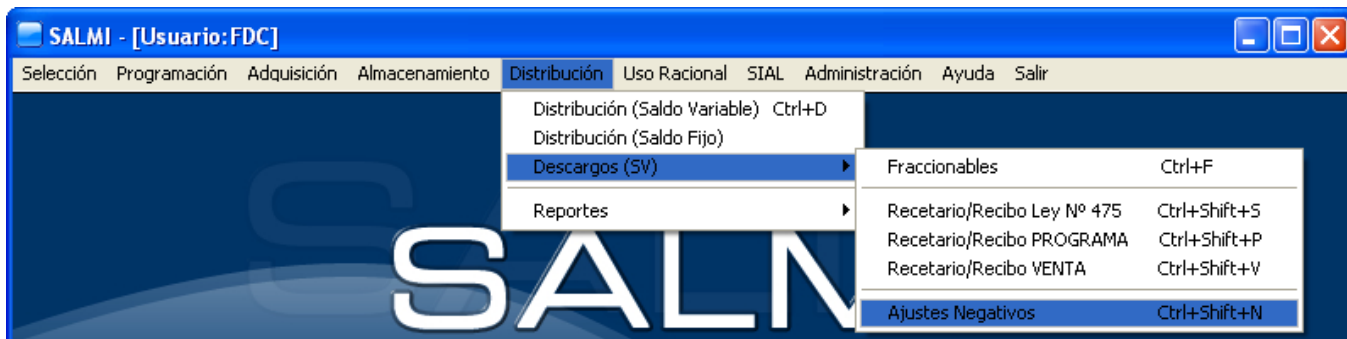 SALMI - [Usuario:FDC]
Selección Programación Adquisición Almacenamiento Distribución Uso Racional SIAL Administración Ayuda Salir
Distribución (Saldo Variable) Ctrl+D
Distribución (Saldo Fijo)
Descargos (SV)
Reportes
Fraccionables Ctrl+F
Recetario/Recibo Ley Nº 475 Ctrl+Shift+S
Recetario/Recibo PROGRAMA Ctrl+Shift+P
Recetario/Recibo VENTA Ctrl+Shift+V
Ajustes Negativos Ctrl+Shift+N
SALM